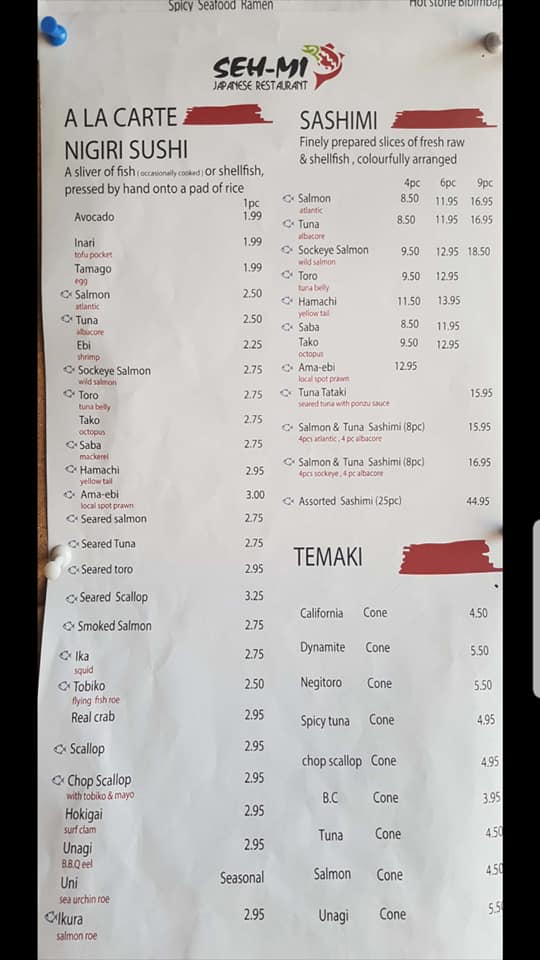 Spicy Seafood Ramen
Hot stone Bibimbap
SEH-MI
JAPANESE RESTAURANT
A LA CARTE
NIGIRI SUSHI
A sliver of fish ( occasionally cooked ) or shellfish,
pressed by hand onto a pad of rice
1pc
Avocado 1.99
Inari 1.99
tofu pocket
Tamago 1.99
egg
Salmon 2.50
atlantic
Tuna 2.50
albacore
Ebi 2.25
shrimp
Sockeye Salmon 2.75
wild salmon
Toro 2.75
tuna belly
Tako 2.75
octopus
Saba 2.75
mackerel
Hamachi 2.95
yellow tail
Ama-ebi 3.00
local spot prawn
Seared salmon 2.75
Seared Tuna 2.75
Seared toro 2.95
Seared Scallop 3.25
Smoked Salmon 2.75
Ika 2.75
squid
Tobiko 2.50
flying fish roe
Real crab 2.95
Scallop 2.95
Chop Scallop 2.95
with tobiko & mayo
Hokigai 2.95
surf clam
Unagi 2.95
B.B.Q eel
Uni Seasonal
sea urchin roe
Ikura 2.95
salmon roe
SASHIMI
Finely prepared slices of fresh raw
& shellfish , colourfully arranged
4pc 6pc 9pc
Salmon 8.50 11.95 16.95
atlantic
Tuna 8.50 11.95 16.95
albacore
Sockeye Salmon 9.50 12.95 18.50
wild salmon
Toro 9.50 12.95
tuna belly
Hamachi 11.50 13.95
yellow tail
Saba 8.50 11.95
Tako 9.50 12.95
octopus
Ama-ebi 12.95
local spot prawn
Tuna Tataki 15.95
seared tuna with ponzu sauce
Salmon & Tuna Sashimi (8pc) 15.95
4pcs atlantic , 4 pc albacore
Salmon & Tuna Sashimi (8pc) 16.95
4pcs sockeye , 4 pc albacore
Assorted Sashimi (25pc) 44.95
TEMAKI
California Cone 4.50
Dynamite Cone 5.50
Negitoro Cone 5.50
Spicy tuna Cone 4.95
chop scallop Cone 4.95
B.C Cone 3.95
Tuna Cone 4.50
Salmon Cone 4.50
Unagi Cone 5.5